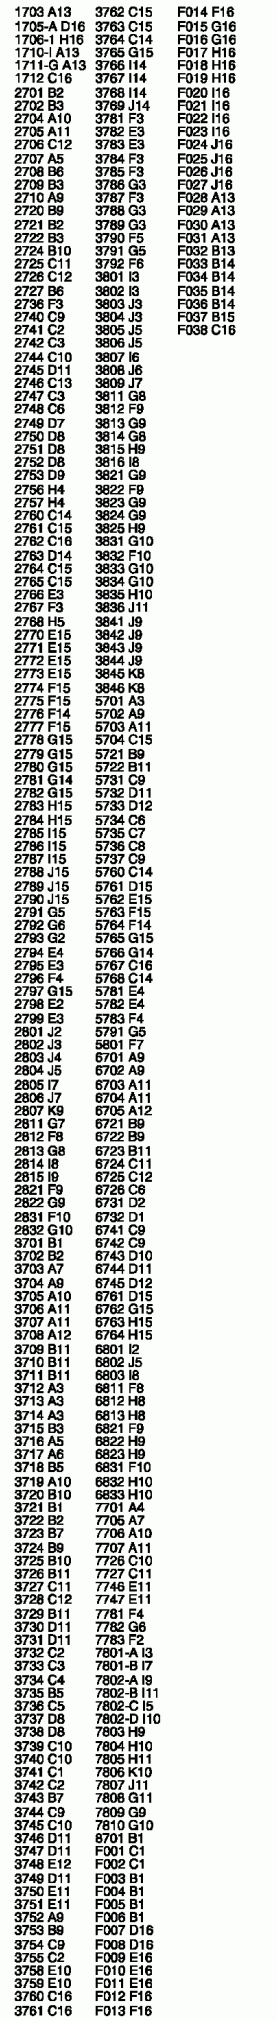 1703 A13
1705-A D16
1706-1 H16
1710-I A13
1711-G A13
1712 C16
2701 B2
2702 B3
2704 A10
2705 A11
2706 C12
2707 A5
2708 B6
2709 B3
2710 A9
2720 B9
2721 B2
2722 B3
2724 B10
2725 C11
2726 C12
2727 B6
2736 F3
2740 C9
2741 C2
2742 C3
2744 C10
2745 D11
2746 C13
2747 C3
2748 C6
2749 D7
2750 D8
2751 D8
2752 D8
2753 D9
2756 H4
2757 H4
2760 C14
2761 C15
2762 C16
2763 D14
2764 C15
2765 C15
2766 E3
2767 F3
2768 H5
2770 E15
2771 E15
2772 E15
2773 E15
2774 F15
2775 F15
2776 F14
2777 F15
2778 G15
2779 G15
2780 G15
2781 G14
2782 G15
2783 H15
2784 H15
2785 I15
2786 I15
2787 I15
2788 J15
2789 J15
2790 J15
2791 G5
2792 G6
2793 G2
2794 E4
2795 E3
2796 F4
2797 G15
2798 E2
2799 E3
2801 J2
2802 J3
2803 J4
2804 J5
2805 I7
2806 J7
2807 K9
2811 G7
2812 F8
2813 G8
2814 I8
2815 I9
2821 F9
2822 G9
2831 F10
2832 G10
3701 B1
3702 B2
3703 A7
3704 A9
3705 A10
3706 A11
3707 A11
3708 A12
3709 B11
3710 B11
3711 B11
3712 A3
3713 A3
3714 A3
3715 B3
3716 A5
3717 A6
3718 B5
3719 A10
3720 B10
3721 B1
3722 B2
3723 B7
3724 B9
3725 B10
3726 B11
3727 C11
3728 C12
3729 B11
3730 D11
3731 D11
3732 C2
3733 C3
3734 C4
3735 B5
3736 C5
3737 D8
3738 D8
3739 C10
3740 C10
3741 C1
3742 C2
3743 B7
3744 C9
3745 C10
3746 D11
3747 D11
3748 E12
3749 D11
3750 E11
3751 E11
3752 A9
3753 B9
3754 C9
3755 C2
3758 E10
3759 E10
3760 C16
3761 C16
3762 C15
3763 C15
3764 C15
3765 G15
3766 I14
3767 I14
3768 I14
3769 J14
3781 F3
3782 E3
3783 E3
3784 F3
3785 F3
3786 G3
3787 F3
3788 G3
3789 G3
3790 F5
3791 G5
3792 F6
3801 I3
3802 I3
3803 J3
3804 J3
3805 J5
3806 J5
3807 I6
3808 J6
3809 J7
3811 G8
3812 F9
3813 G9
3814 G8
3815 H9
3816 I8
3821 G9
3822 F9
3823 G9
3824 G9
3825 H9
3831 G10
3832 F10
3833 G10
3834 G10
3835 H10
3836 J11
3841 J9
3842 J9
3843 J9
3844 J9
3845 K8
3846 K8
5701 A3
5702 A9
5703 A11
5704 C15
5721 B9
5722 B11
5731 C9
5732 D11
5733 D12
5734 C6
5735 C7
5736 C8
5737 C9
5760 C14
5761 D15
5762 E15
5763 F15
5764 F14
5765 G15
5766 G14
5767 C16
5768 C14
5781 E4
5782 E4
5783 F4
5791 G5
5801 F7
6701 A9
6702 A9
6703 A11
6704 A11
6705 A12
6721 B9
6722 B9
6723 B11
6724 C11
6725 C12
6726 C6
6731 D2
6732 D1
6741 C9
6742 C9
6743 D10
6744 D11
6745 D12
6761 D15
6762 G15
6763 H15
6764 H15
6801 I2
6802 J5
6803 I8
6811 F8
6812 H8
6813 H8
6821 F9
6822 H9
6823 H9
6831 F10
6832 H10
6833 H10
7701 A4
7705 A7
7706 A10
7707 A11
7726 C10
7727 C11
7746 E11
7747 E11
7781 F4
7782 G6
7783 F2
7801-A I3
7801-B I7
7802-A I9
7802-B I11
7802-C I5
7802-D I10
7803 H9
7804 H10
7805 H11
7806 K10
7807 J11
7808 G11
7809 G9
7810 G10
8701 B1
F001 C1
F002 C1
F003 B1
F004 B1
F005 B1
F006 B1
F007 D16
F008 D16
F009 E16
F010 E16
F011 E16
F012 F16
F013 F16
F014 F16
F015 G16
F016 G16
F017 H16
F018 H16
F019 H16
F020 I16
F021 I16
F022 I16
F023 I16
F024 J16
F025 J16
F026 J16
F027 J16
F028 A13
F029 A13
F030 A13
F031 A13
F032 B13
F033 B14
F034 B14
F035 B14
F036 B14
F037 B15
F038 C16